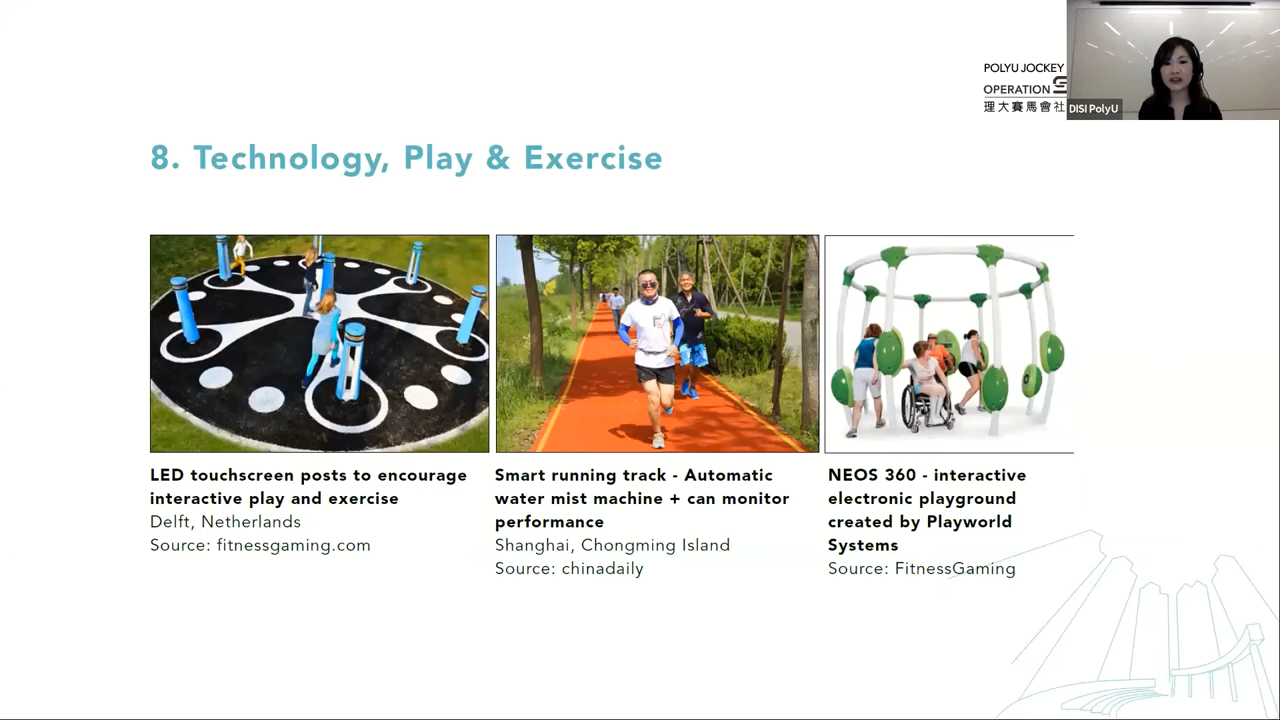 POLYU JOCKEY
OPERATION S
理大賽馬會社
DISI PolyU
8. Technology, Play & Exercise
LED touchscreen posts to encourage
interactive play and exercise
Delft, Netherlands
Source: fitnessgaming.com
Smart running track - Automatic
water mist machine + can monitor
performance
Shanghai, Chongming Island
Source: chinadaily
NEOS 360 - interactive
electronic playground
created by Playworld
Systems
Source: FitnessGaming